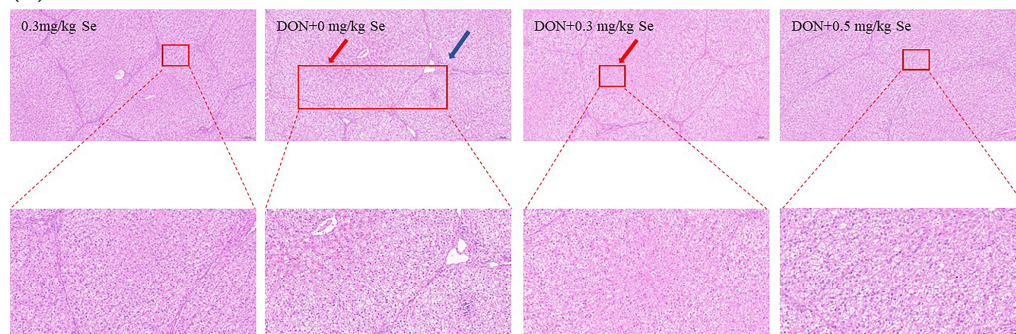 0.3mg/kg Se
DON+0 mg/kg Se
DON+0.3 mg/kg Se
DON+0.5 mg/kg Se